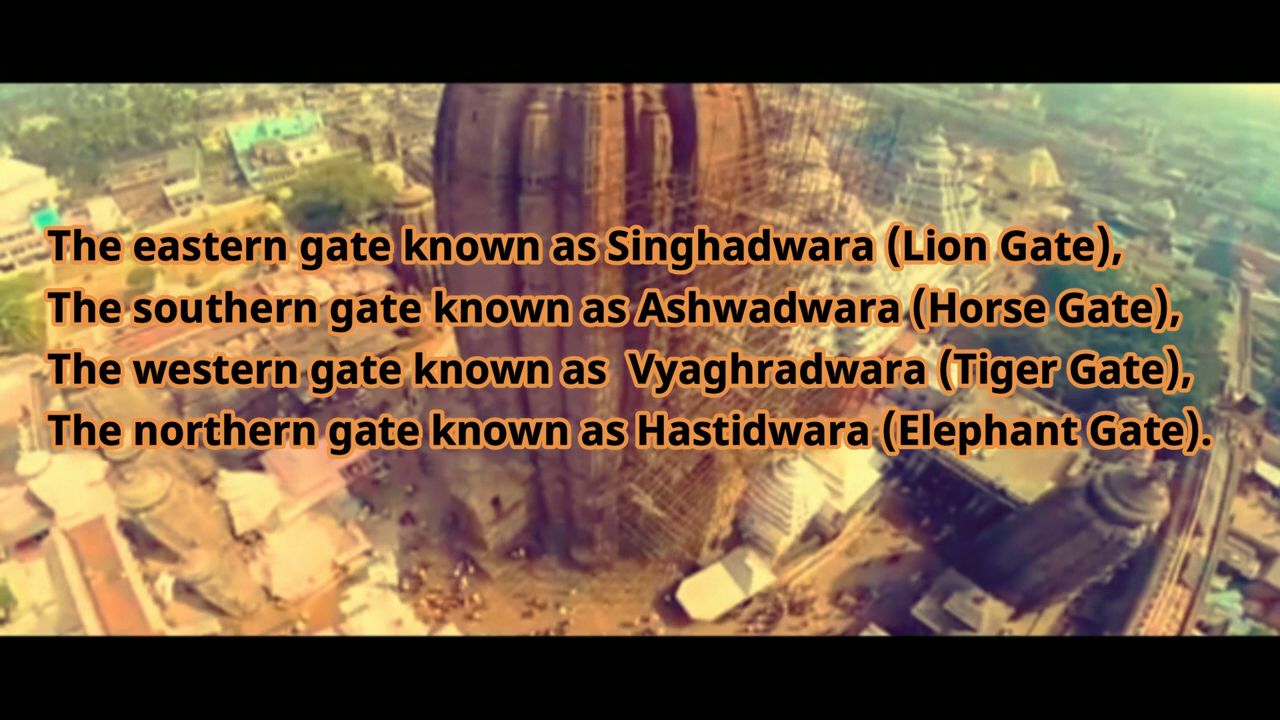 The eastern gate known as Singhadwara (Lion Gate),
The southern gate known as Ashwadwara (Horse Gate),
The western gate known as  Vyaghradwara (Tiger Gate),
The northern gate known as Hastidwara (Elephant Gate).